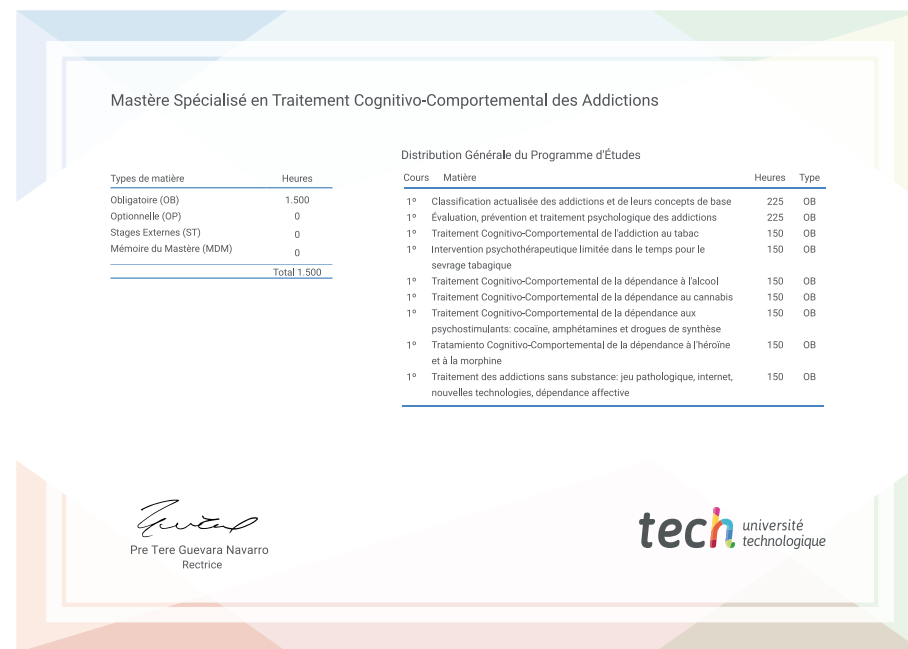 Mastère Spécialisé en Traitement Cognitivo-Comportemental des Addictions
Types de matière Heures
Obligatoire (OB) 1.500
Optionnelle (OP) 0
Stages Externes (ST) 0
Mémoire du Mastère (MDM) 0
Total 1.500
Distribution Générale du Programme d'Études
Cours Matière Heures Type
1º Classification actualisée des addictions et de leurs concepts de base 225 OB
1º Évaluation, prévention et traitement psychologique des addictions 225 OB
1º Traitement Cognitivo-Comportemental de l'addiction au tabac 150 OB
1º Intervention psychothérapeutique limitée dans le temps pour le 150 OB
sevrage tabagique
1º Traitement Cognitivo-Comportemental de la dépendance à l'alcool 150 OB
1º Traitement Cognitivo-Comportemental de la dépendance au cannabis 150 OB
1º Traitement Cognitivo-Comportemental de la dépendance aux 150 OB
psychostimulants: cocaïne, amphétamines et drogues de synthèse
1º Tratamiento Cognitivo-Comportemental de la dépendance à l'héroïne 150 OB
et à la morphine
1º Traitement des addictions sans substance: jeu pathologique, internet, 150 OB
nouvelles technologies, dépendance affective
Pre Tere Guevara Navarro
Rectrice
tech université
technologique